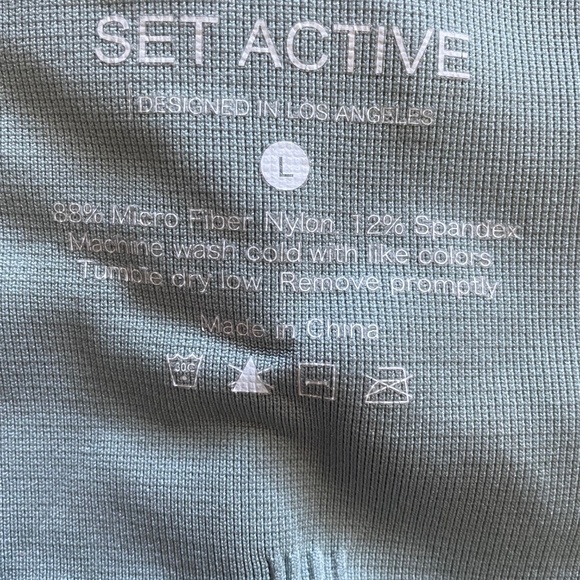 SET ACTIVE
DESIGNED IN LOS ANGELES
L
88% Micro Fiber Nylon 12% Spandex
Machine wash cold with like colors
Tumble dry low Remove promptly
Made in China